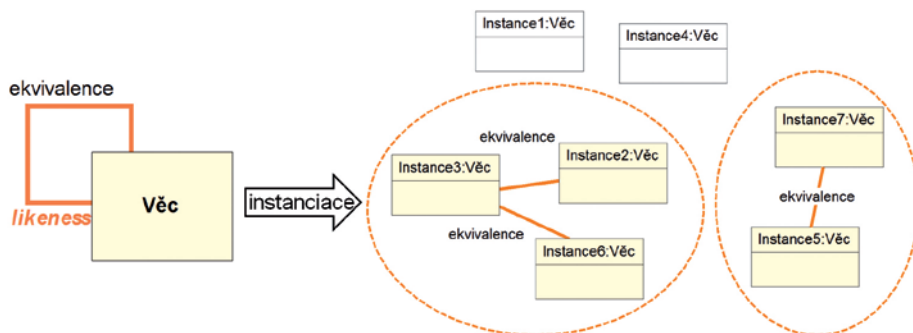 ekvivalence
likeness
Věc
instanciace
Instance1:Věc
Instance4:Věc
ekvivalence
Instance3:Věc
Instance2:Věc
ekvivalence
Instance6:Věc
Instance7:Věc
ekvivalence
Instance5:Věc